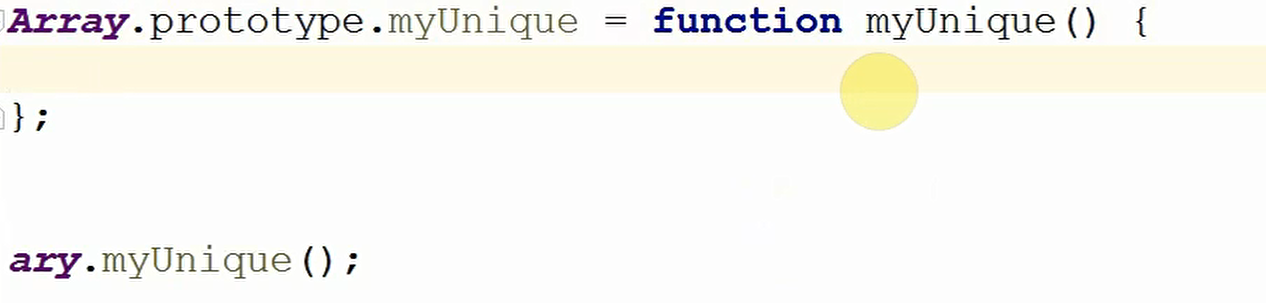 Array.prototype.myUnique = function myUnique() {
};
ary.myUnique();